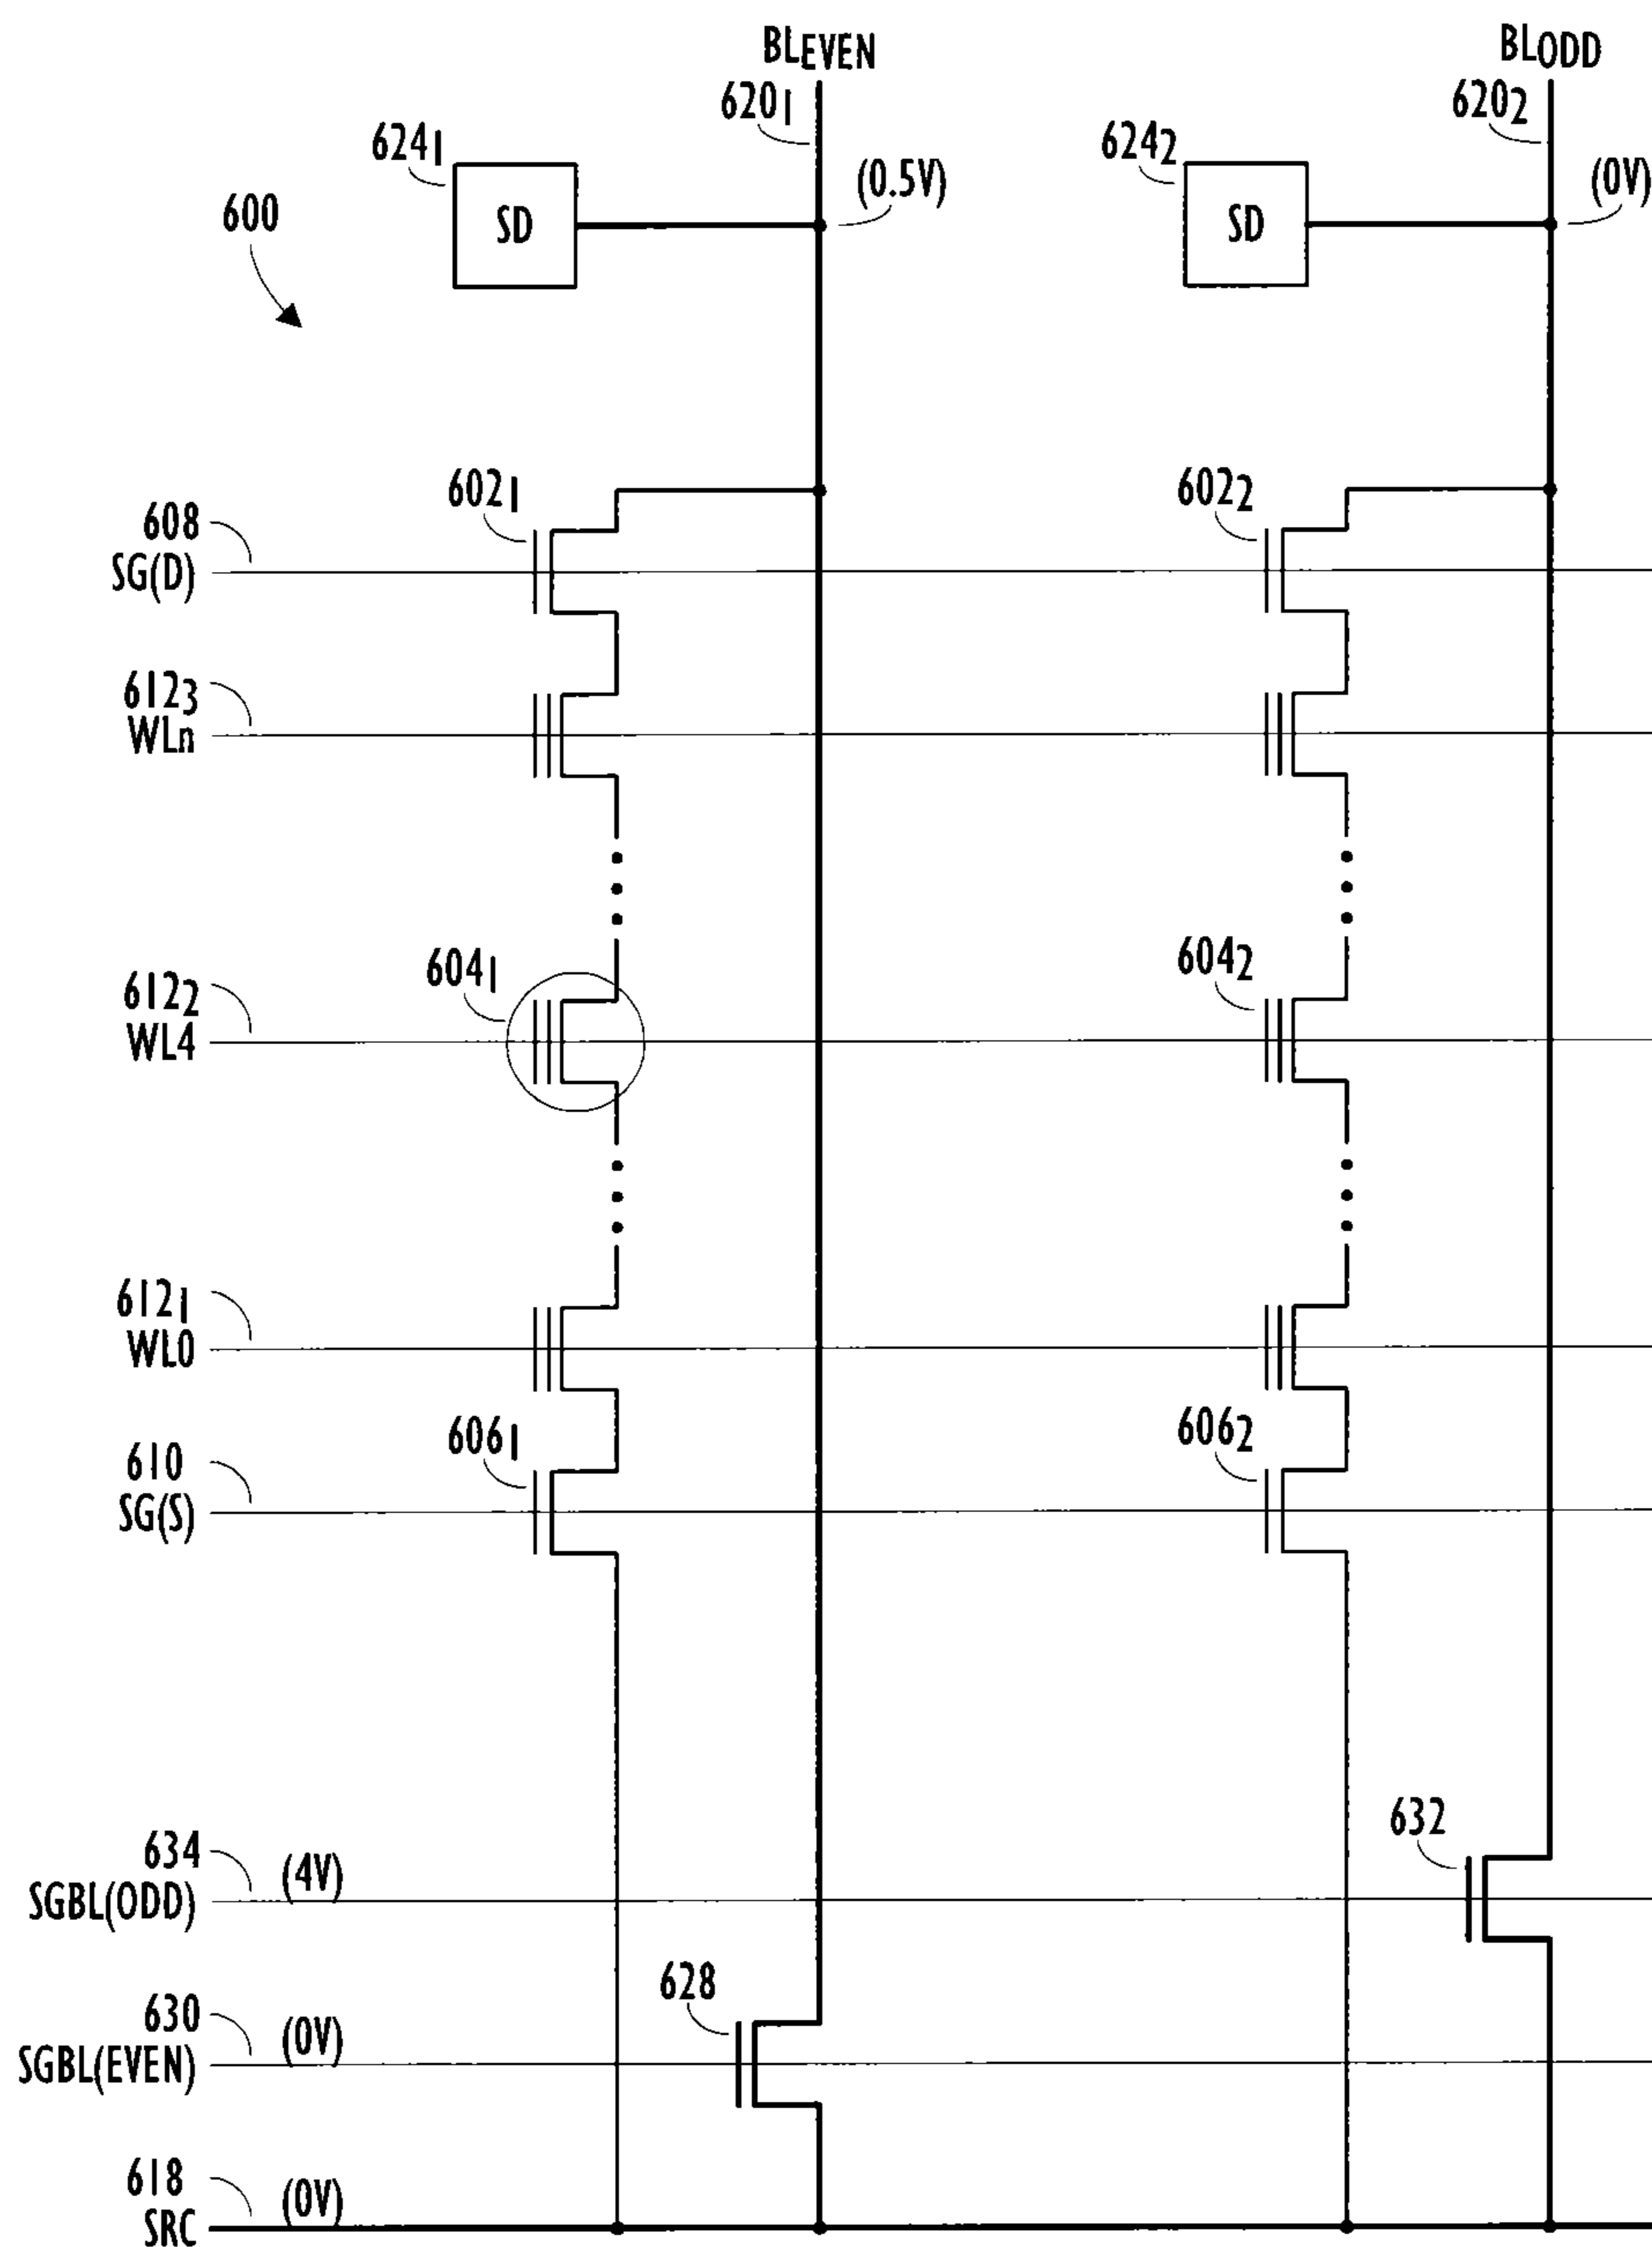 BLEVEN
BLODD
620₁
620₂
624₁
624₂
(0.5V)
(0V)
600
SD
SD
602₁
602₂
608
SG(D)
612₃
WLn
604₁
604₂
612₂
WL4
612₁
WL0
606₁
606₂
610
SG(S)
632
634
(4V)
SGBL(ODD)
628
630
(0V)
SGBL(EVEN)
618
(0V)
SRC